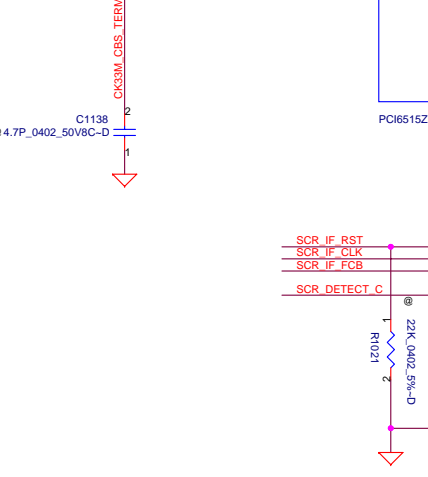 CK33M_CBS_TERM
2
C1138
4.7P_0402_50V8C~D
1
PCI6515Z
SCR_IF_RST
SCR_IF_CLK
SCR_IF_FCB
SCR_DETECT_C
@
1
R1021
22K_0402_5%~D
2